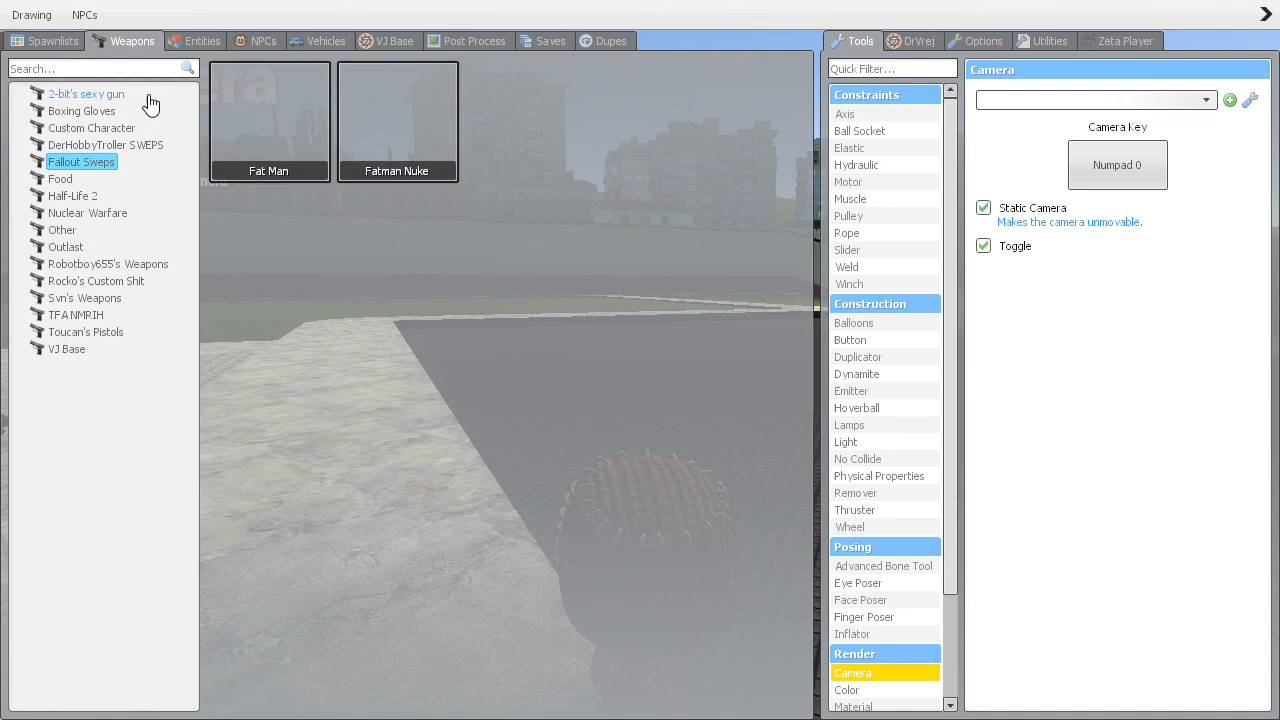 Drawing NPCs
Spawnlists Weapons Entities NPCs Vehicles VJ Base Post Process Saves Dupes
Search...
2-bit's sexy gun
Boxing Gloves
Custom Character
DerHobbyTroller SWEPS
Fallout Sweps
Food
Half-Life 2
Nuclear Warfare
Other
Outlast
Robotboy655's Weapons
Rocko's Custom Shit
Svn's Weapons
TFA NMRIH
Toucan's Pistols
VJ Base
Fat Man
Fatman Nuke
Tools DrVrej Options Utilities Zeta Player
Quick Filter...
Constraints
Axis
Ball Socket
Elastic
Hydraulic
Motor
Muscle
Pulley
Rope
Slider
Weld
Winch
Construction
Balloons
Button
Duplicator
Dynamite
Emitter
Hoverball
Lamps
Light
No Collide
Physical Properties
Remover
Thruster
Wheel
Posing
Advanced Bone Tool
Eye Poser
Face Poser
Finger Poser
Inflator
Render
Camera
Color
Material
Camera
Camera Key
Numpad 0
Static Camera
Makes the camera unmovable.
Toggle